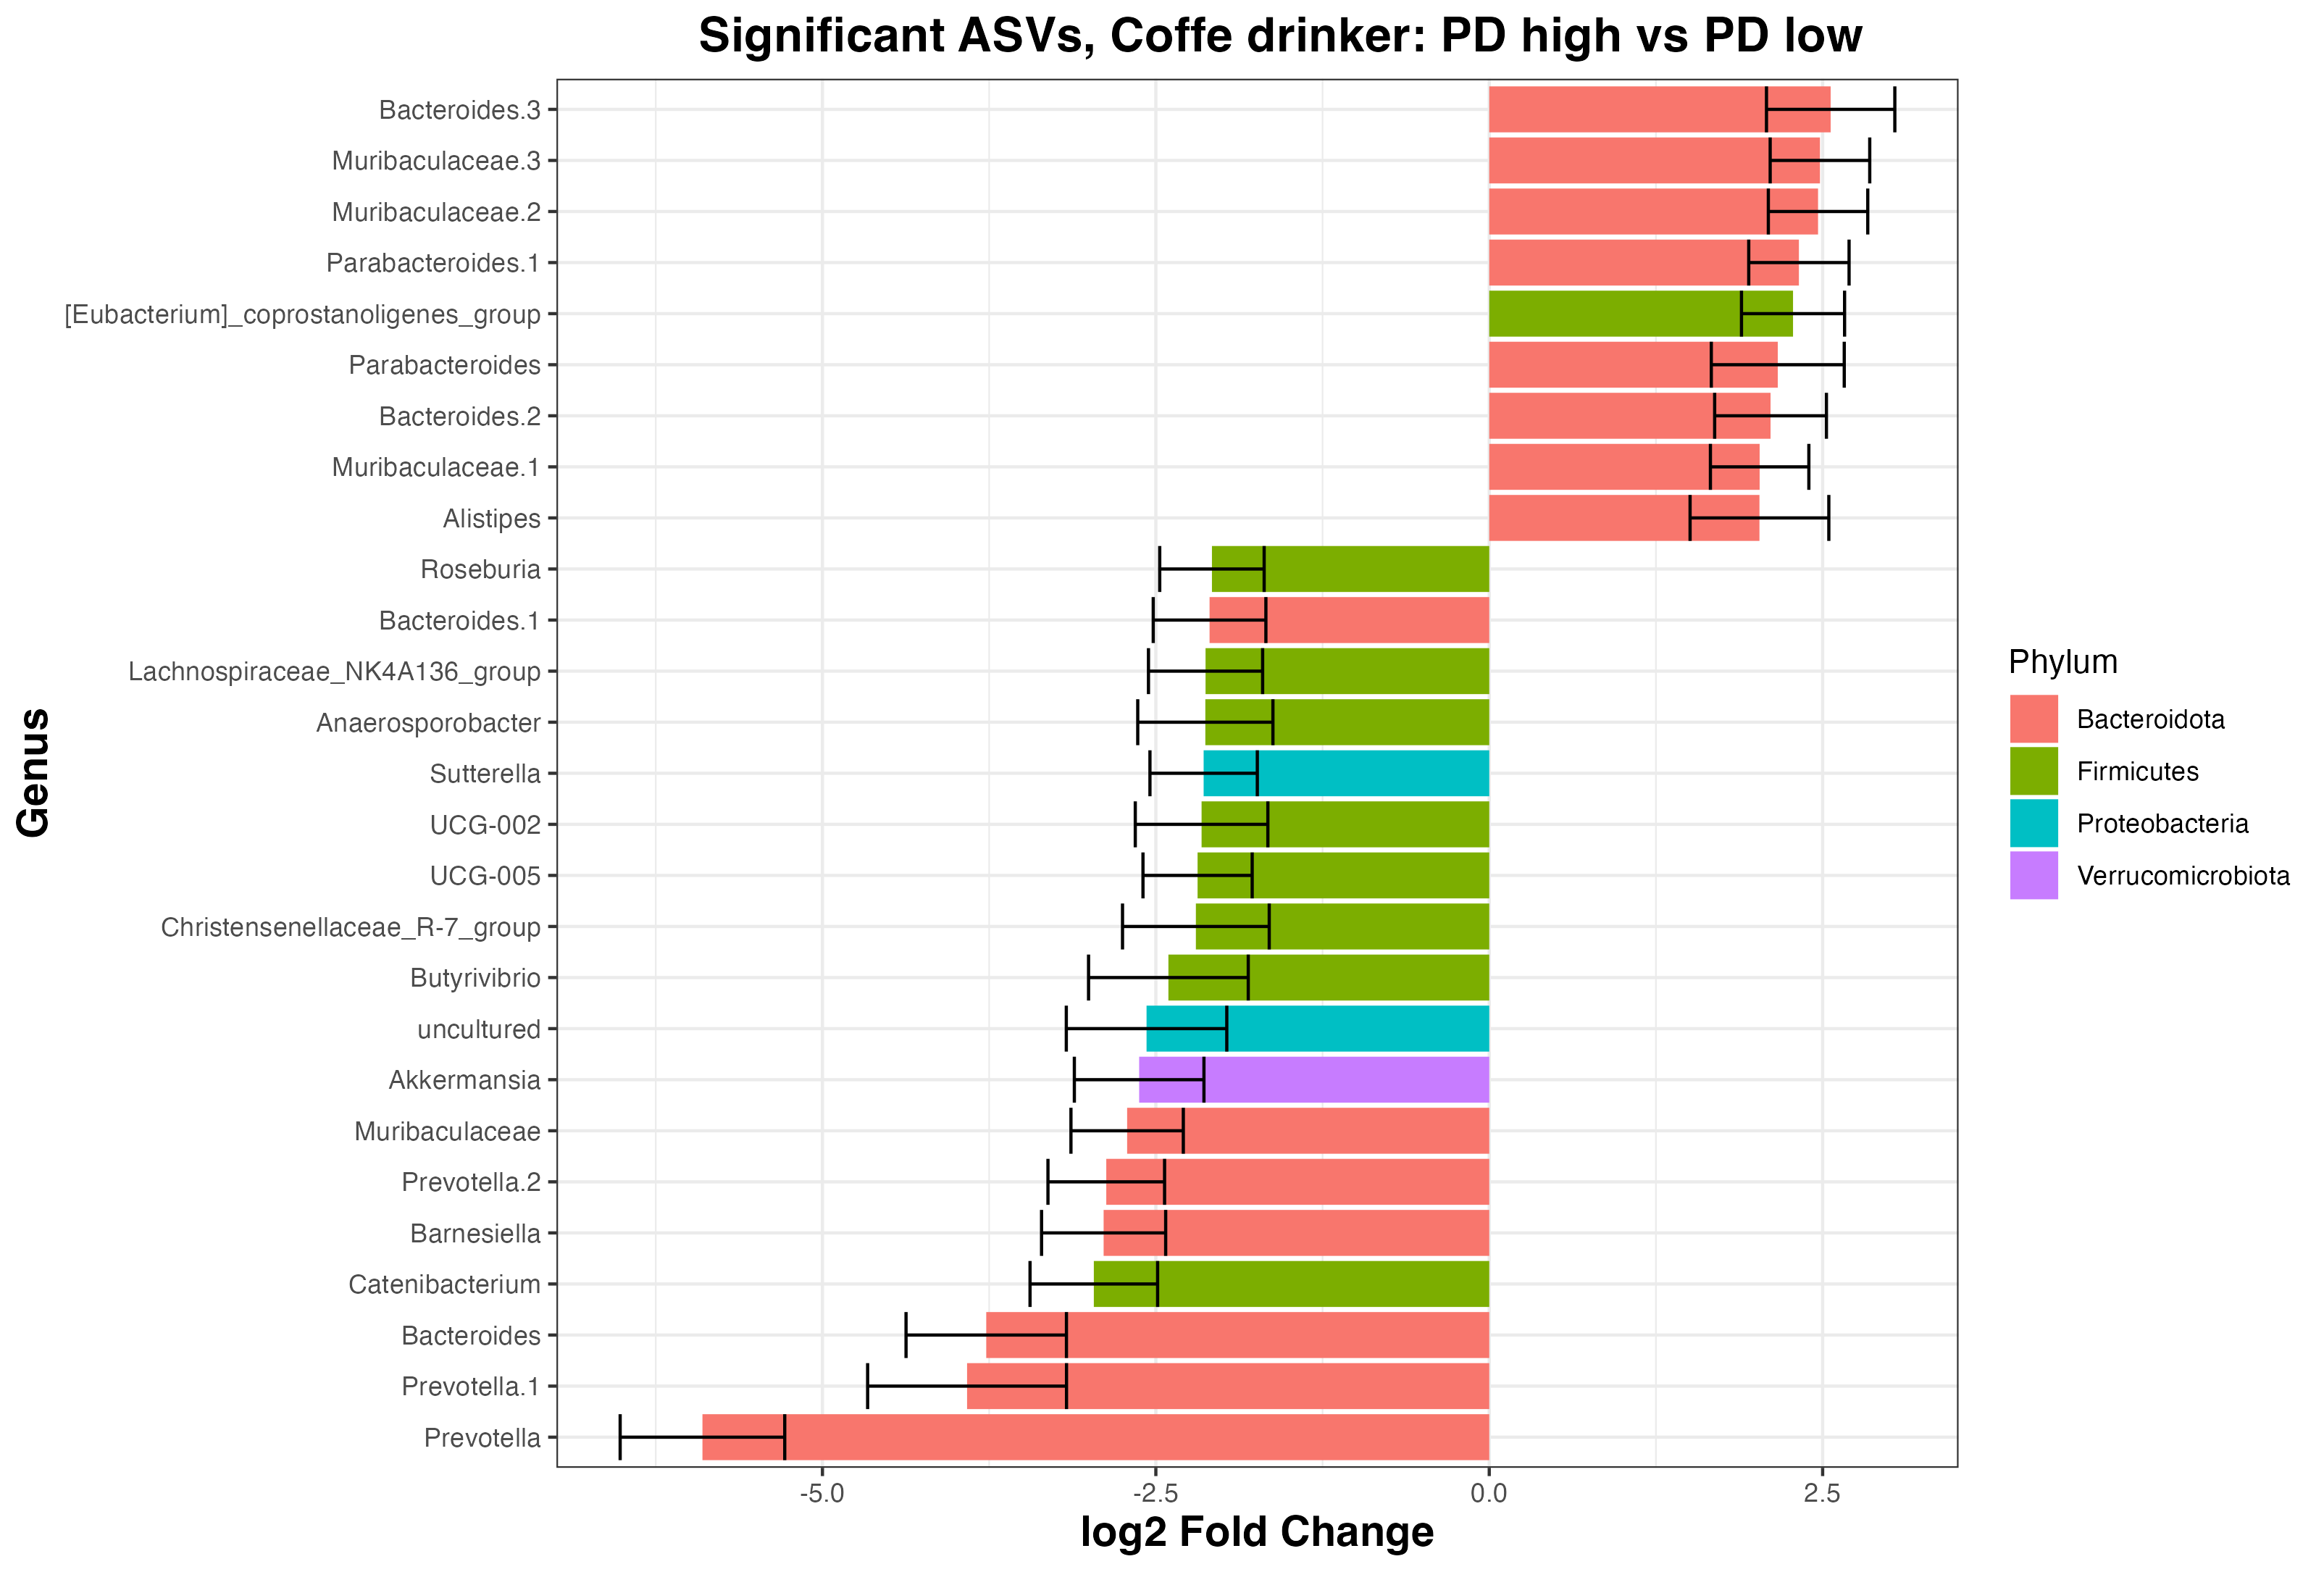 Significant ASVs, Coffe drinker: PD high vs PD low
Genus
Bacteroides.3
Muribaculaceae.3
Muribaculaceae.2
Parabacteroides.1
[Eubacterium]_coprostanoligenes_group
Parabacteroides
Bacteroides.2
Muribaculaceae.1
Alistipes
Roseburia
Bacteroides.1
Lachnospiraceae_NK4A136_group
Anaerosporobacter
Sutterella
UCG-002
UCG-005
Christensenellaceae_R-7_group
Butyrivibrio
uncultured
Akkermansia
Muribaculaceae
Prevotella.2
Barnesiella
Catenibacterium
Bacteroides
Prevotella.1
Prevotella
-5.0 -2.5 0.0 2.5
log2 Fold Change
Phylum
Bacteroidota
Firmicutes
Proteobacteria
Verrucomicrobiota